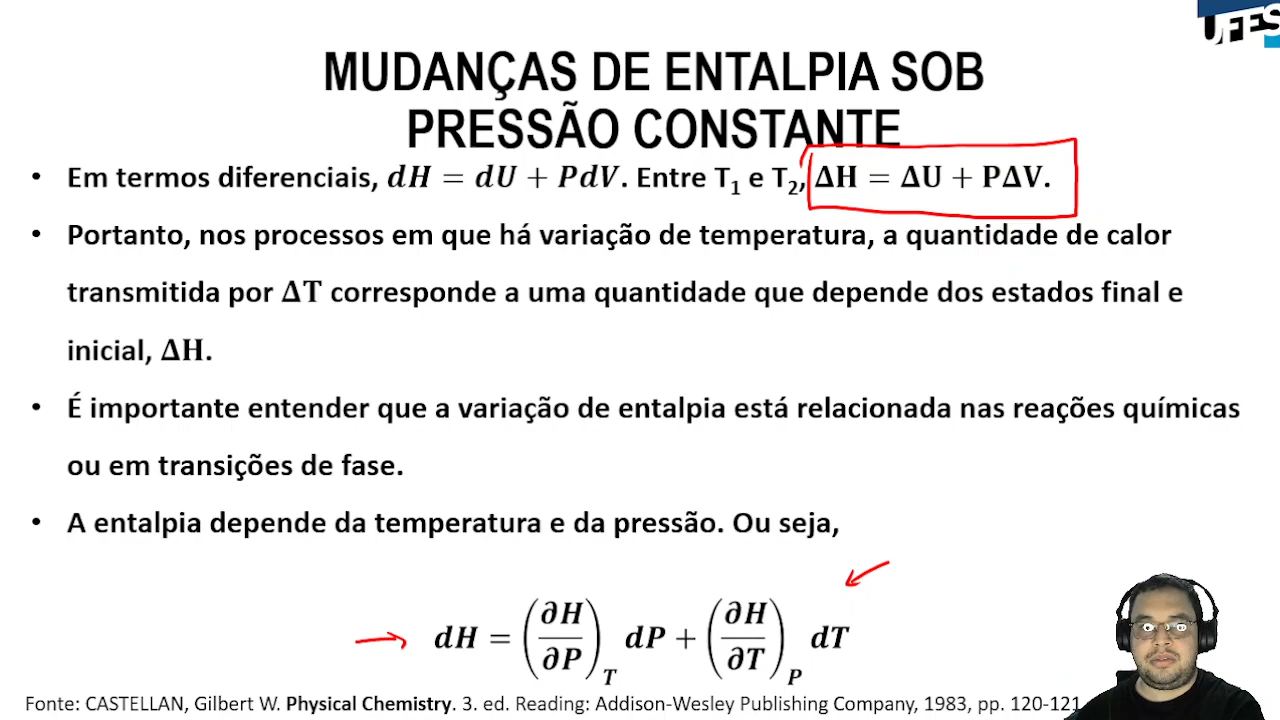 UFES
MUDANÇAS DE ENTALPIA SOB
PRESSÃO CONSTANTE
• Em termos diferenciais, dH = dU + PdV. Entre T₁ e T₂, ΔH = ΔU + PΔV.
• Portanto, nos processos em que há variação de temperatura, a quantidade de calor
transmitida por ΔT corresponde a uma quantidade que depende dos estados final e
inicial, ΔH.
• É importante entender que a variação de entalpia está relacionada nas reações químicas
ou em transições de fase.
• A entalpia depende da temperatura e da pressão. Ou seja,
dH = (∂H/∂P)_T dP + (∂H/∂T)_P dT
Fonte: CASTELLAN, Gilbert W. Physical Chemistry. 3. ed. Reading: Addison-Wesley Publishing Company, 1983, pp. 120-121